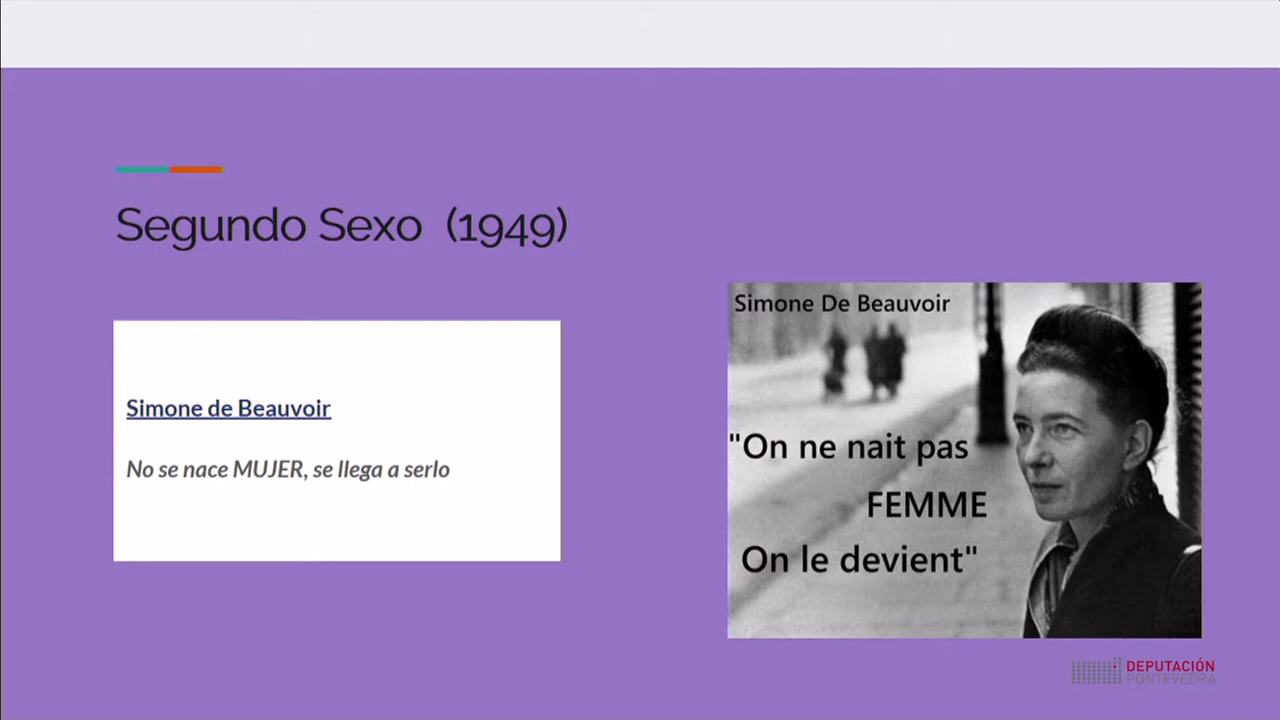 Segundo Sexo (1949)
Simone de Beauvoir
No se nace MUJER, se llega a serlo
Simone De Beauvoir
"On ne nait pas
FEMME
On le devient"
DEPUTACIÓN
PONTEVEDRA